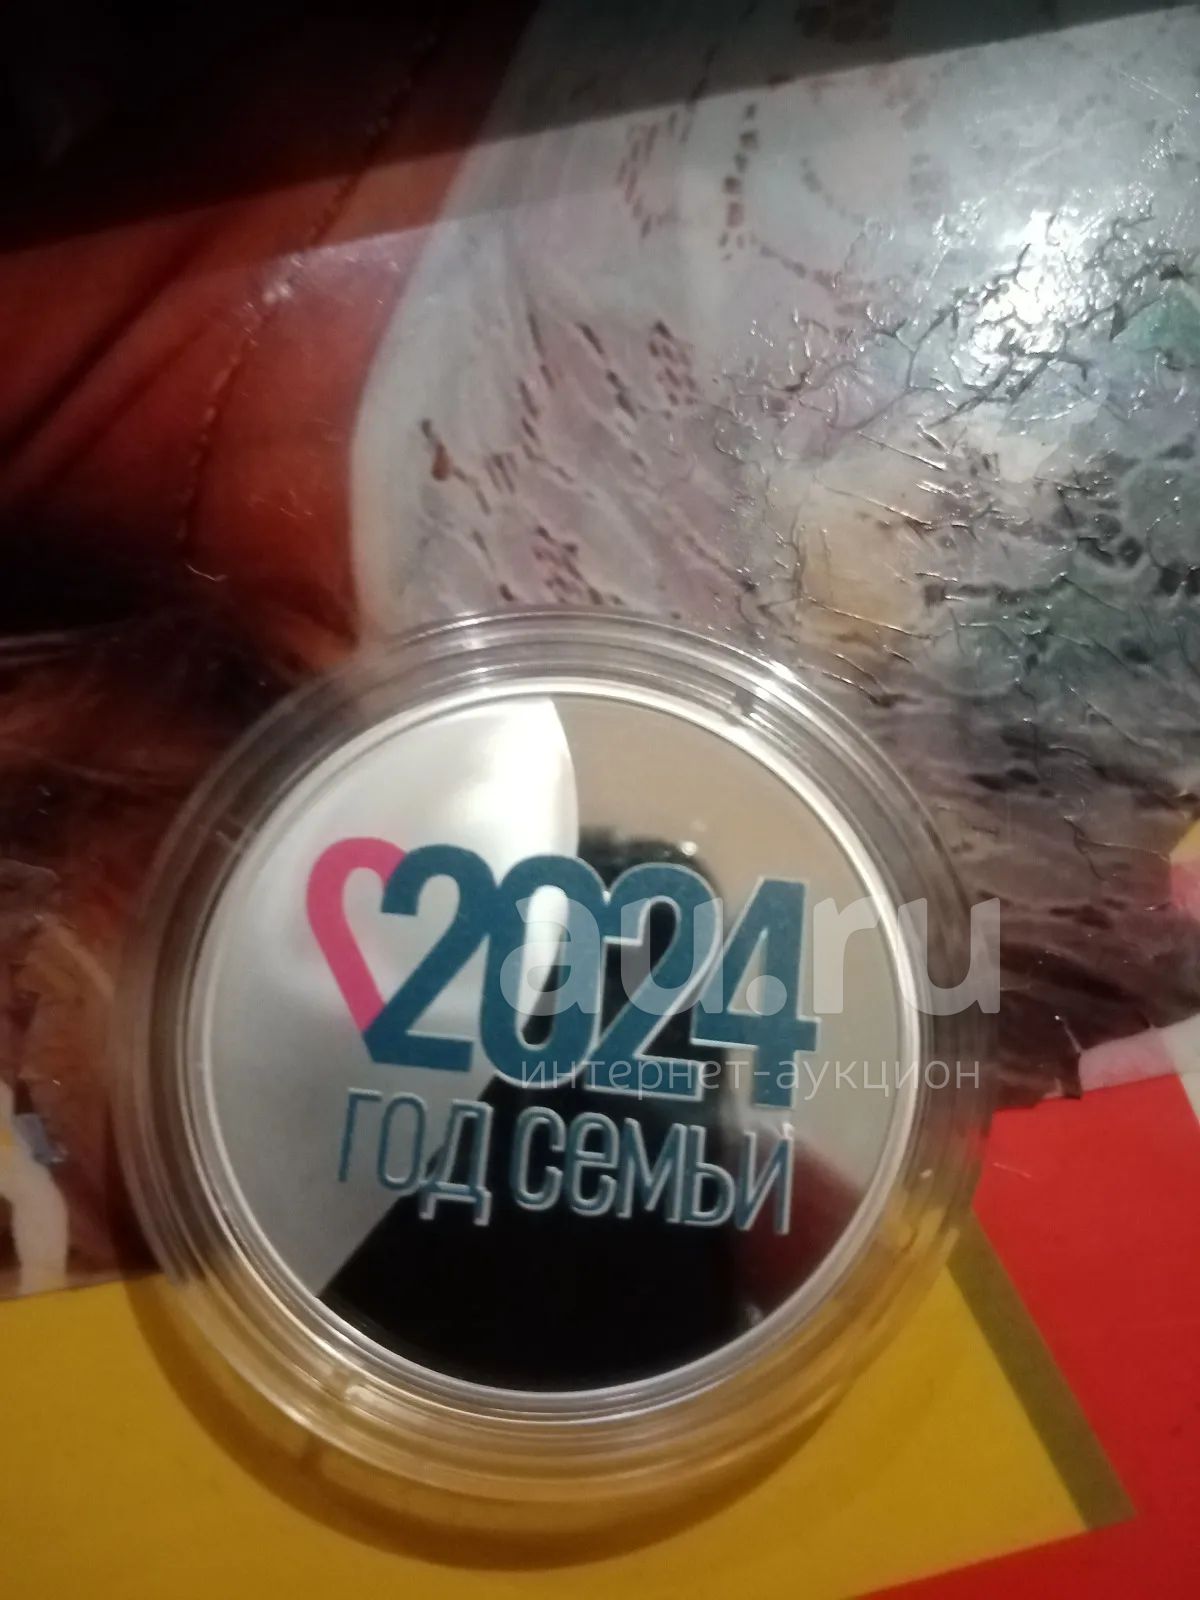 2024
au.ru
интернет-аукцион
год семьи